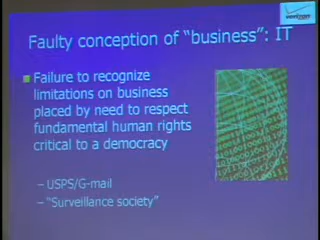 verizon
Faulty conception of “business”: IT
Failure to recognize
limitations on business
placed by need to respect
fundamental human rights
critical to a democracy
– USPS/G-mail
– “Surveillance society”